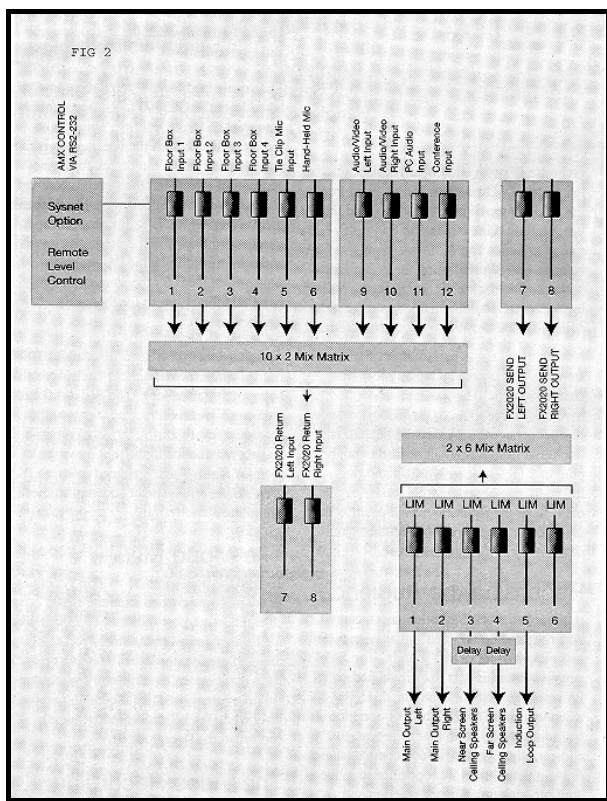 FIG 2
AMX CONTROL
VIA RS2-232
Floor Box
Input 1
Floor Box
Input 2
Floor Box
Input 3
Floor Box
Input 4
Tie Clip Mic
Input
Hand-Held Mic
Audio/Video
Left Input
Audio/Video
Right Input
PC Audio
Input
Conference
Input
Sysnet
Option
Remote
Level
Control
1
2
3
4
5
6
9
10
11
12
7
8
10 x 2 Mix Matrix
FX2020 SEND
LEFT OUTPUT
FX2020 SEND
RIGHT OUTPUT
FX2020 Return
Left Input
FX2020 Return
Right Input
7
8
2 x 6 Mix Matrix
LIM
LIM
LIM
LIM
LIM
LIM
1
2
3
4
5
6
Delay
Delay
Main Output
Left
Main Output
Right
Near Screen
Ceiling Speakers
Far Screen
Ceiling Speakers
Induction
Loop Output